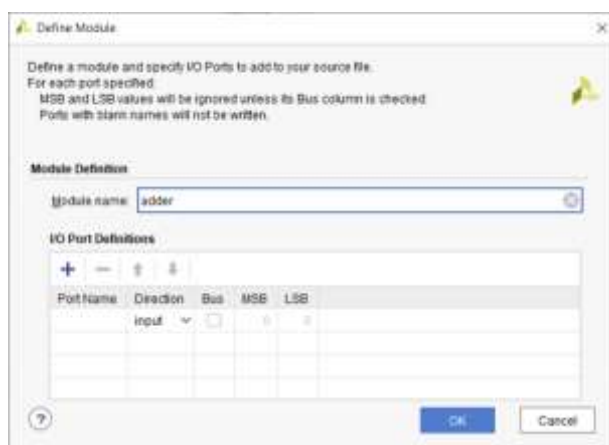 Define Module
Define a module and specify I/O Ports to add to your source file.
For each port specified:
MSB and LSB values will be ignored unless its Bus column is checked.
Ports with blank names will not be written.
Module Definition
Module name: adder
I/O Port Definitions
Port Name Direction Bus MSB LSB
input 0 0
? OK Cancel